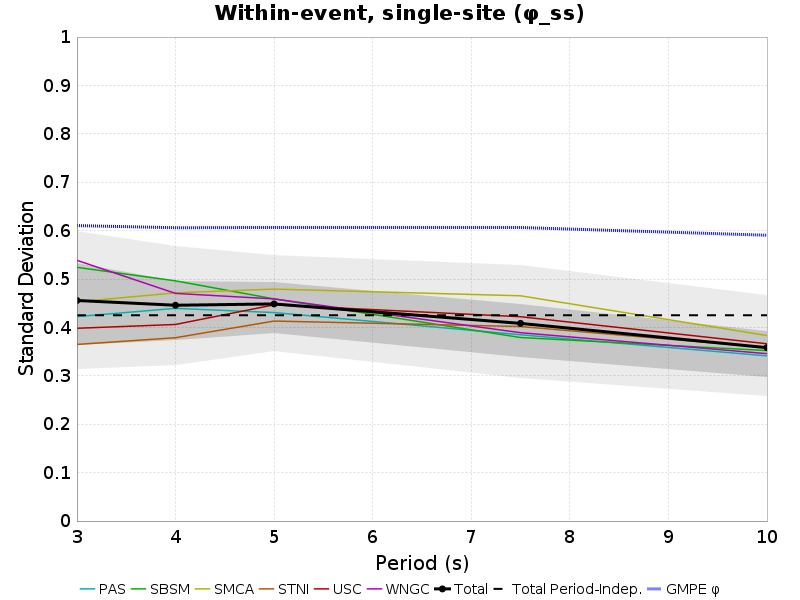 Within-event, single-site (φ_ss)
1
0.9
0.8
0.7
0.6
0.5
0.4
0.3
0.2
0.1
0
Standard Deviation
3 4 5 6 7 8 9 10
Period (s)
PAS SBSM SMCA STNI USC WNGC Total Total Period-Indep. GMPE φ